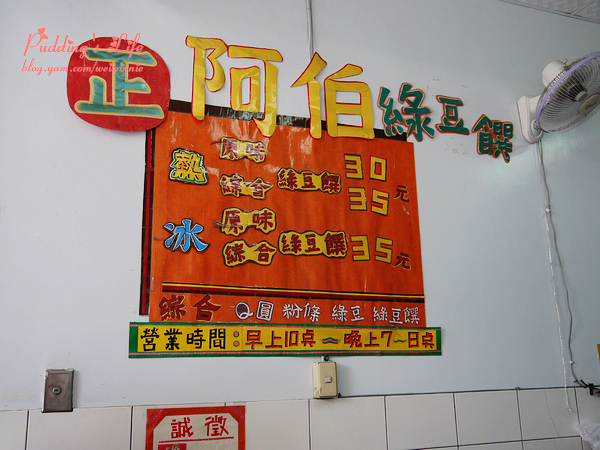 Pudding's Life
blog.yam.com/weiwinnie
正 阿伯 綠豆饌
熱 原味 綠豆饌 30 元
綜合 35
冰 原味 綠豆饌 35 元
綜合
綜合 Q圓 粉條 綠豆 綠豆饌
營業時間：早上10點～晚上7~8點
誠徵